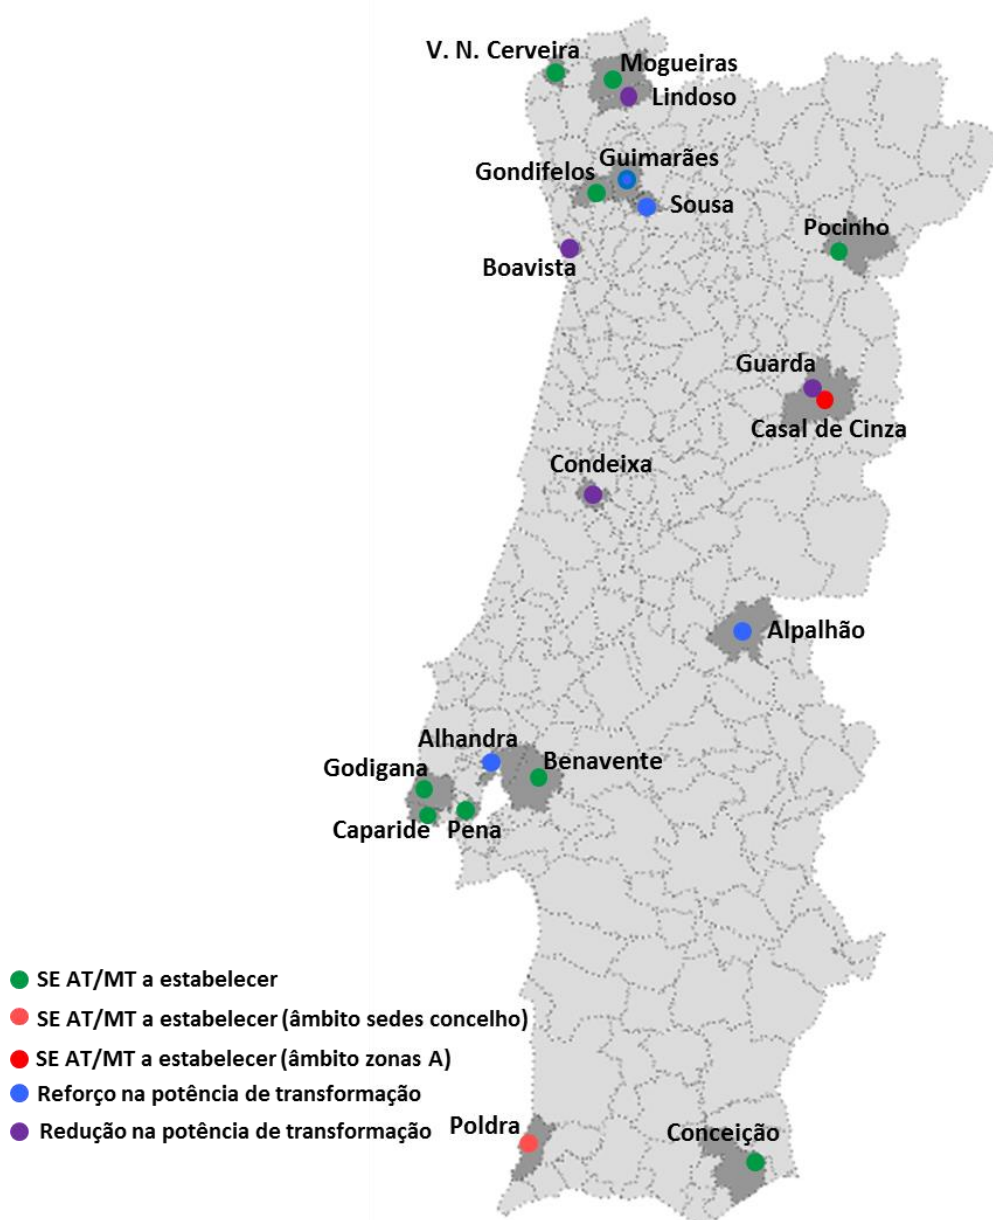 V. N. Cerveira
Mogueiras
Lindoso
Guimarães
Gondifelos
Sousa
Pocinho
Boavista
Guarda
Casal de Cinza
Condeixa
Alpalhão
Alhandra
Benavente
Godigana
Caparide
Pena
SE AT/MT a estabelecer
SE AT/MT a estabelecer (âmbito sedes concelho)
SE AT/MT a estabelecer (âmbito zonas A)
Reforço na potência de transformação
Redução na potência de transformação
Poldra
Conceição